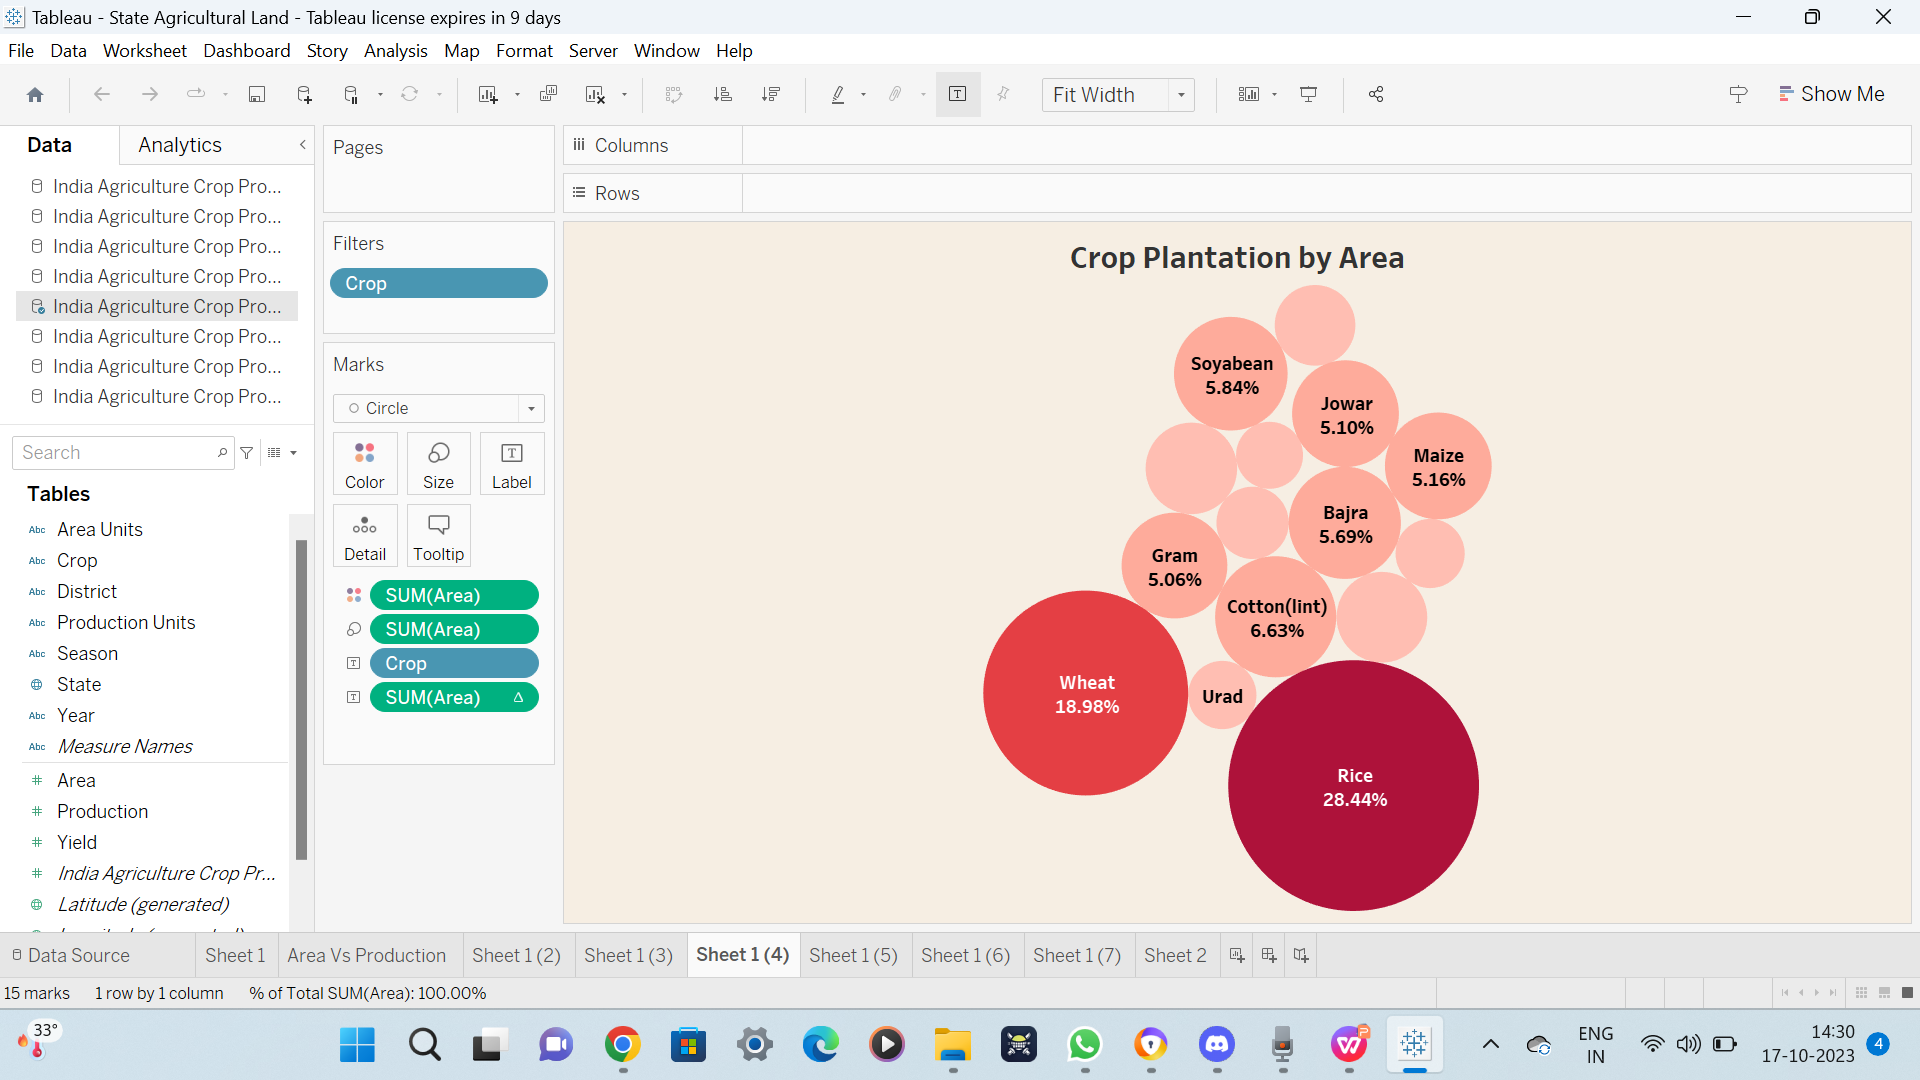 Tableau - State Agricultural Land - Tableau license expires in 9 days
File Data Worksheet Dashboard Story Analysis Map Format Server Window Help
Fit Width
Show Me
Data Analytics
India Agriculture Crop Pro...
India Agriculture Crop Pro...
India Agriculture Crop Pro...
India Agriculture Crop Pro...
India Agriculture Crop Pro...
India Agriculture Crop Pro...
India Agriculture Crop Pro...
India Agriculture Crop Pro...
Search
Tables
Abc Area Units
Abc Crop
Abc District
Abc Production Units
Abc Season
State
Abc Year
Abc Measure Names
# Area
# Production
# Yield
# India Agriculture Crop Pr...
Latitude (generated)
Pages
Filters
Crop
Marks
Circle
Color Size Label
Detail Tooltip
SUM(Area)
SUM(Area)
Crop
SUM(Area) Δ
Columns
Rows
Crop Plantation by Area
Soyabean
5.84%
Jowar
5.10%
Maize
5.16%
Bajra
5.69%
Gram
5.06%
Cotton(lint)
6.63%
Wheat
18.98%
Urad
Rice
28.44%
Data Source Sheet 1 Area Vs Production Sheet 1 (2) Sheet 1 (3) Sheet 1 (4) Sheet 1 (5) Sheet 1 (6) Sheet 1 (7) Sheet 2
15 marks 1 row by 1 column % of Total SUM(Area): 100.00%
33°
ENG
IN
14:30
17-10-2023
4